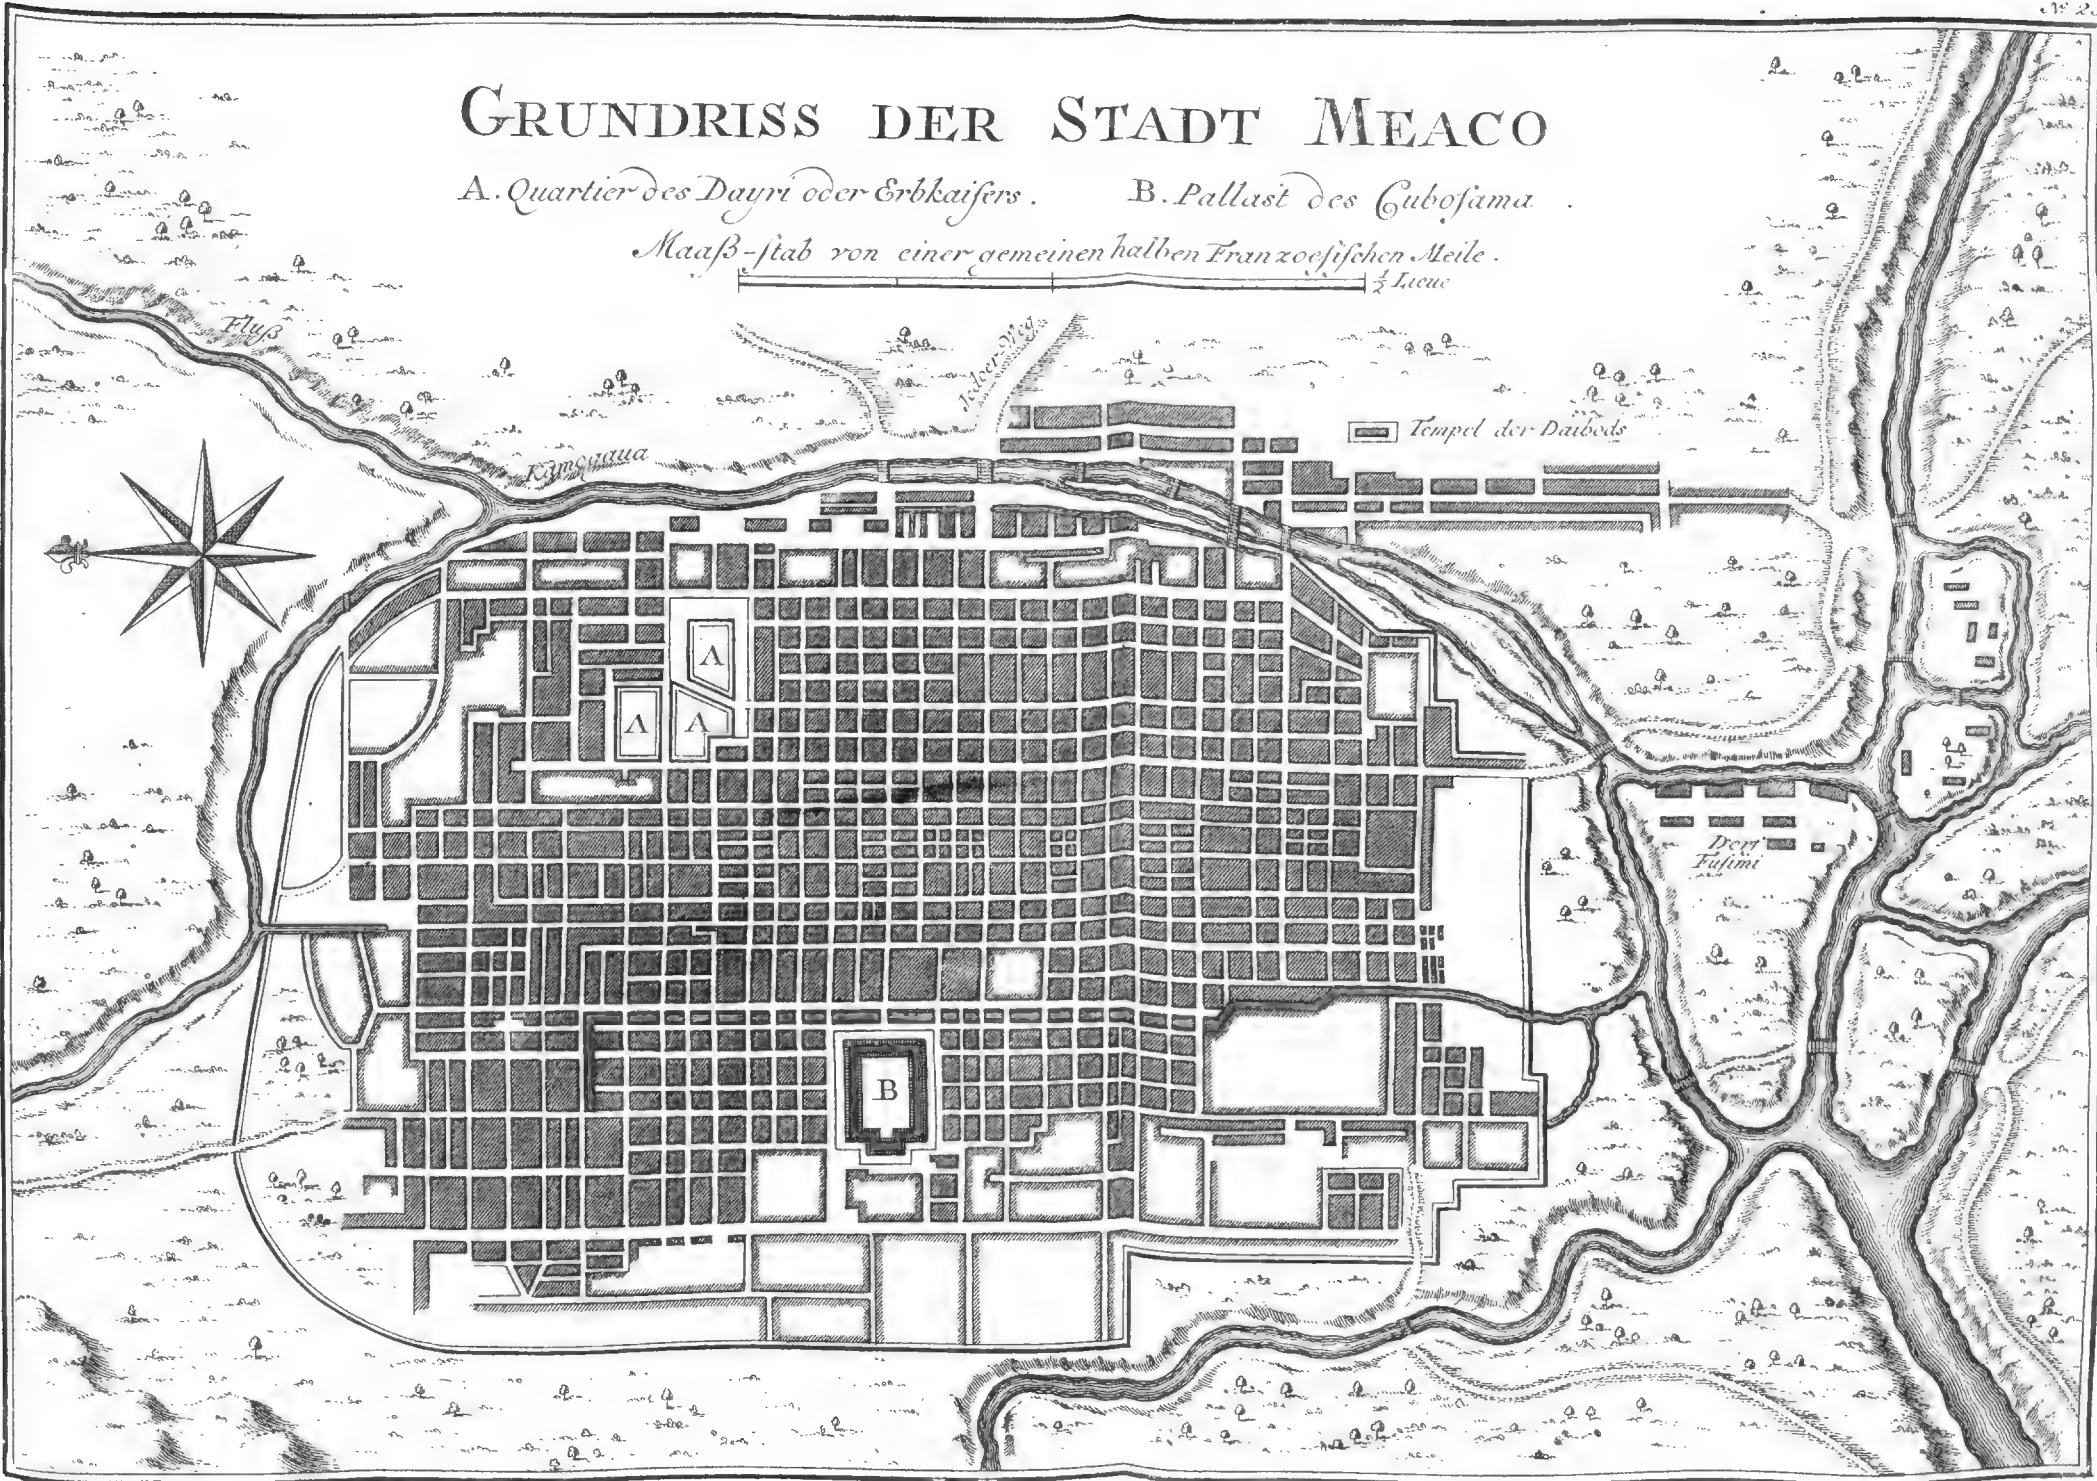 GRUNDRISS DER STADT MEACO
A. Quartier des Dayri oder Erbkaisers. B. Pallast des Cubosama.
Maaß-stab von einer gemeinen halben Franzoesischen Meile.
½ Lieue
Fluß
Jedoer-Weg
Kamogaua
Tempel der Daibods
A
A
A
Dorf
Fusimi
B